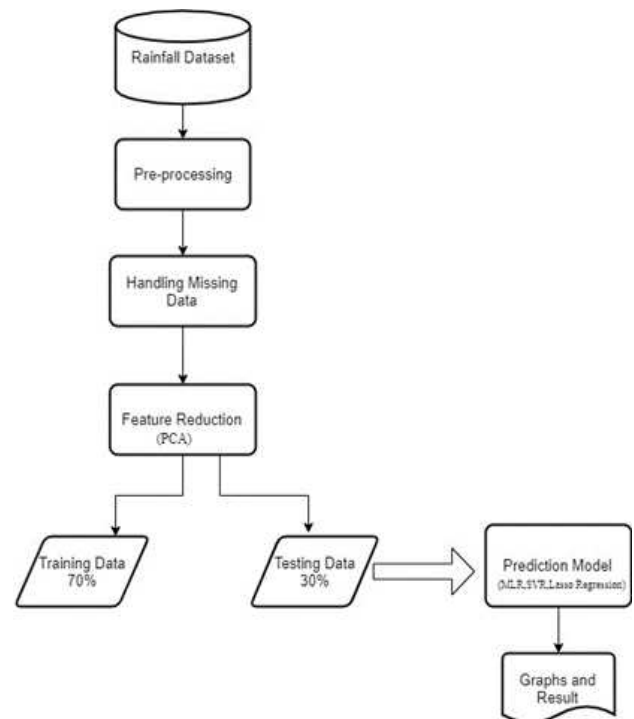 Rainfall Dataset
Pre-processing
Handling Missing
Data
Feature Reduction
(PCA)
Training Data
70%
Testing Data
30%
Prediction Model
(MLR,SVR,Lasso Regression)
Graphs and
Result